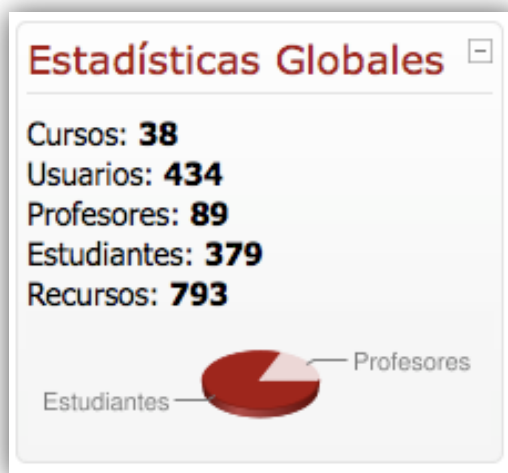 Estadísticas Globales
Cursos: 38
Usuarios: 434
Profesores: 89
Estudiantes: 379
Recursos: 793
Profesores
Estudiantes